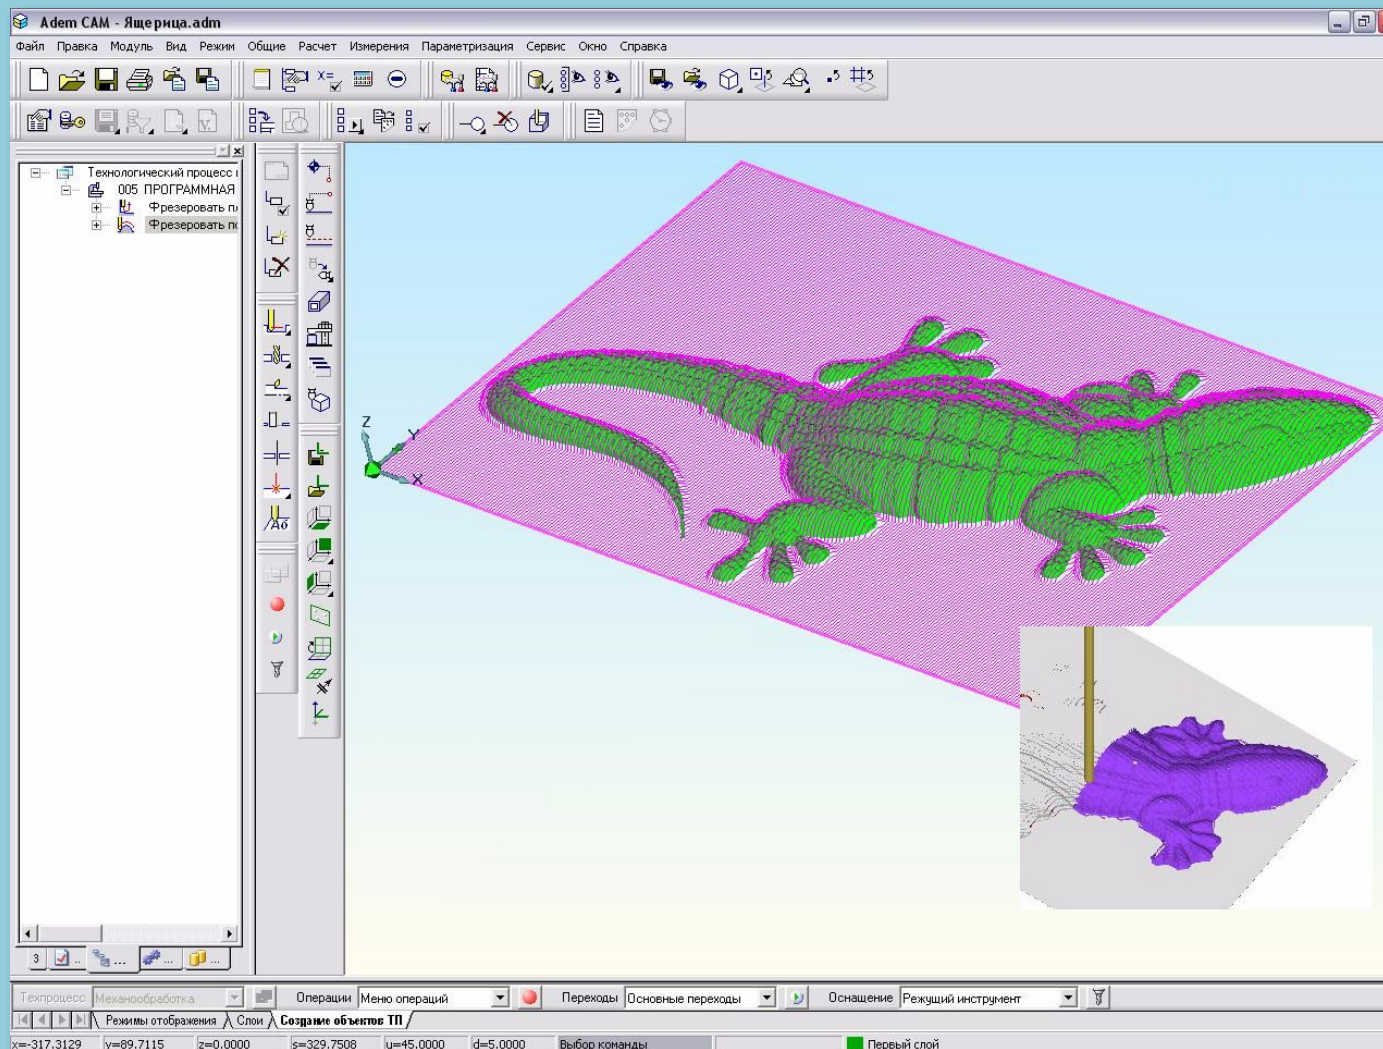 Adem CAM - Ящерица.adm
Файл Правка Модуль Вид Режим Общие Расчет Измерения Параметризация Сервис Окно Справка
Технологический процесс
005 ПРОГРАММНАЯ
Фрезеровать
Фрезеровать
Z
Y
X
Аб
3
Техпроцесс Механообработка Операции Меню операций Переходы Основные переходы Оснащение Режущий инструмент
Режимы отображения Слои Создание объектов ТП
x=-317.3129 y=89.7115 z=0.0000 s=329.7508 u=45.0000 d=5.0000 Выбор команды Первый слой